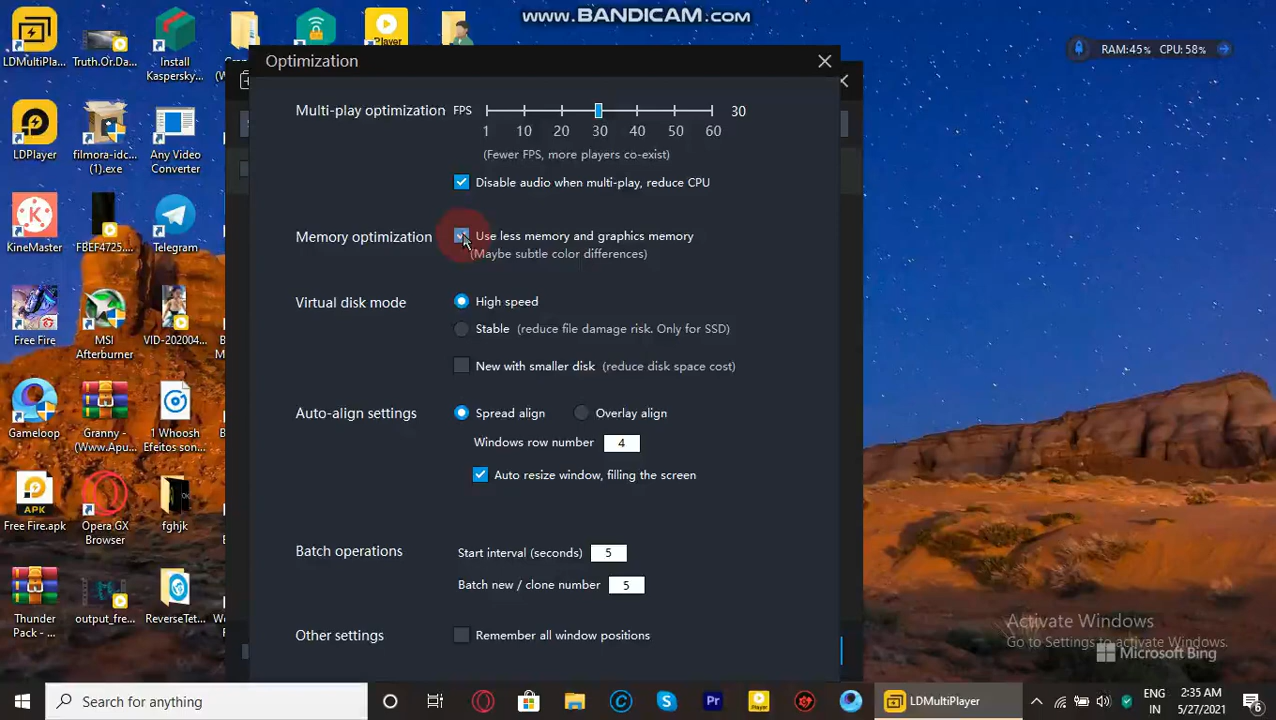 www.BANDICAM.com
LDMultiPla...
Truth.Or.Da...
Install
Kaspersky...
Player
RAM:45% CPU:58%
Optimization
Multi-play optimization FPS 30
1 10 20 30 40 50 60
(Fewer FPS, more players co-exist)
Disable audio when multi-play, reduce CPU
Memory optimization
Use less memory and graphics memory
(Maybe subtle color differences)
Virtual disk mode
High speed
Stable (reduce file damage risk. Only for SSD)
New with smaller disk (reduce disk space cost)
Auto-align settings
Spread align
Overlay align
Windows row number 4
Auto resize window, filling the screen
Batch operations
Start interval (seconds) 5
Batch new / clone number 5
Other settings
Remember all window positions
LDPlayer
filmora-idc...
(1).exe
Any Video
Converter
KineMaster
FBEF4725....
Telegram
Free Fire
MSI
Afterburner
VID-202004...
Gameloop
Granny -
(Www.Apu...
1 Whoosh
Efeitos son...
APK
Free Fire.apk
Opera GX
Browser
fghjk
Thunder
Pack - ...
output_fre...
ReverseTet...
Activate Windows
Go to Settings to activate Windows.
Microsoft Bing
Search for anything
Pr
Player
LDMultiPlayer
ENG
IN
2:35 AM
5/27/2021
6